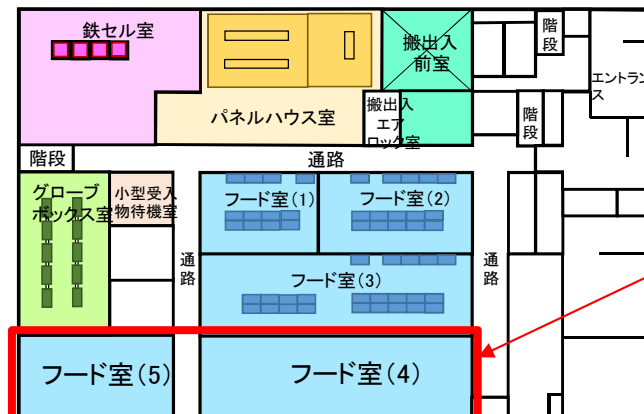 鉄セル室
搬出入
前室
階
段
エントラン
ス
パネルハウス室
搬出入
エア
ロック室
階
段
階段
通路
グローブ
ボックス室
小型受入
物待機室
フード室(1)
フード室(2)
通
路
フード室(3)
通
路
フード室(5)
フード室(4)